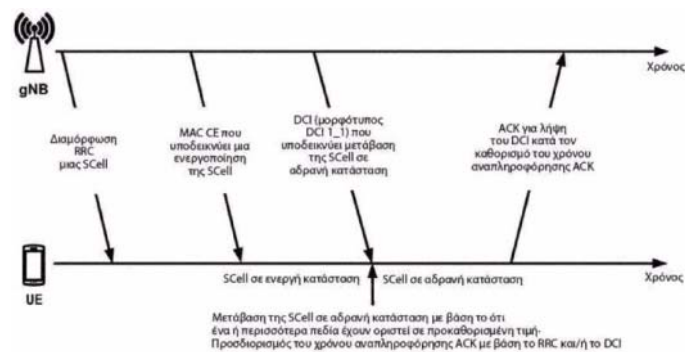 gNB
Χρόνος
Διαμόρφωση
RRC
μιας SCell
MAC CE που
υποδεικνύει μια
ενεργοποίηση
της SCell
DCI (μορφότυπος
DCI 1_1) που
υποδεικνύει μετάβαση
της SCell σε
αδρανή κατάσταση
ACK για λήψη
του DCI κατά τον
καθορισμό του χρόνου
αναπληροφόρησης ACK
UE
SCell σε ενεργή κατάσταση
SCell σε αδρανή κατάσταση
Χρόνος
Μετάβαση της SCell σε αδρανή κατάσταση με βάση το ότι
ένα ή περισσότερα πεδία έχουν οριστεί σε προκαθορισμένη τιμή·
Προσδιορισμός του χρόνου αναπληροφόρησης ACK με βάση το RRC και/ή το DCI